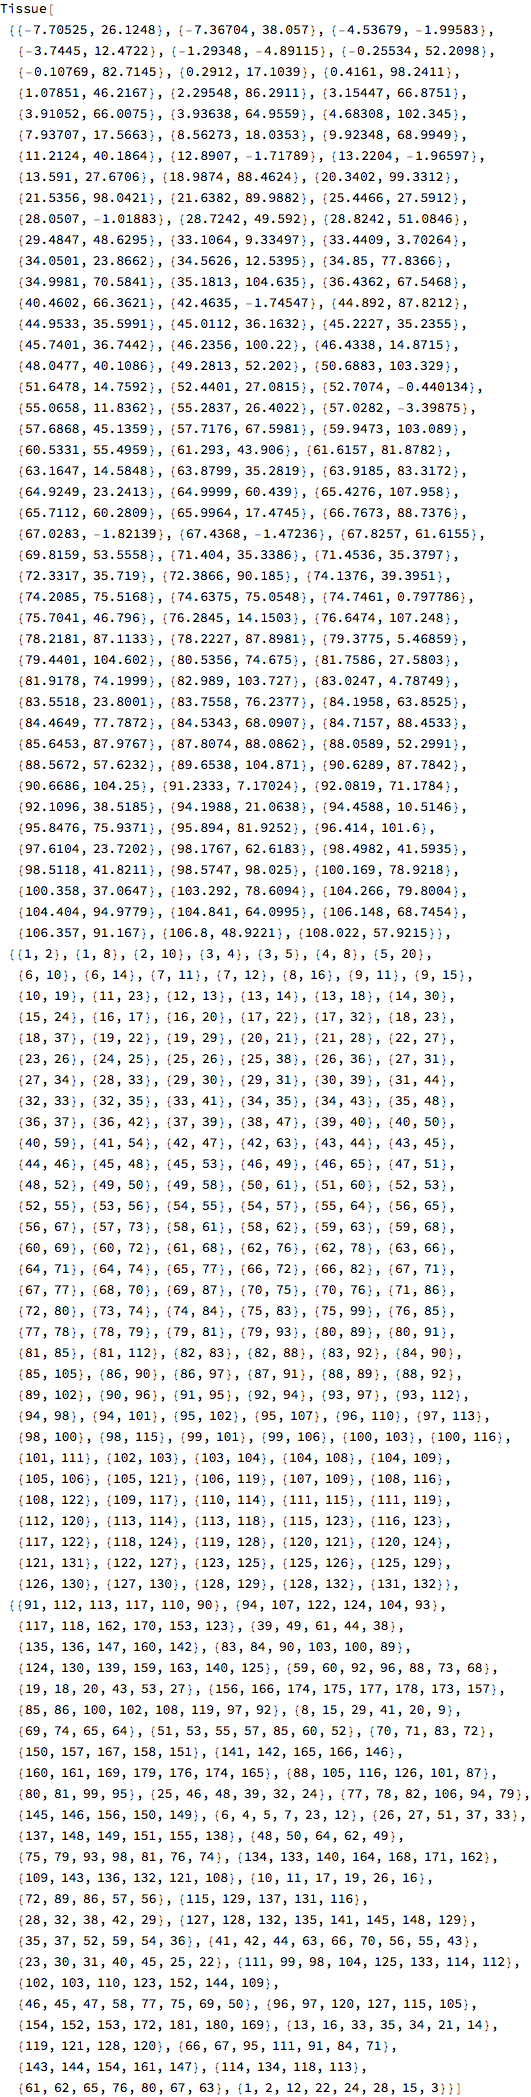 Tissue[
{{-7.70525, 26.1248}, {-7.36704, 38.057}, {-4.53679, -1.99583},
{-3.7445, 12.4722}, {-1.29348, -4.89115}, {-0.25534, 52.2098},
{-0.10769, 82.7145}, {0.2912, 17.1039}, {0.4161, 98.2411},
{1.07851, 46.2167}, {2.29548, 86.2911}, {3.15447, 66.8751},
{3.91052, 66.0075}, {3.93638, 64.9559}, {4.68308, 102.345},
{7.93707, 17.5663}, {8.56273, 18.0353}, {9.92348, 68.9949},
{11.2124, 40.1864}, {12.8907, -1.71789}, {13.2204, -1.96597},
{13.591, 27.6706}, {18.9874, 88.4624}, {20.3402, 99.3312},
{21.5356, 98.0421}, {21.6382, 89.9882}, {25.4466, 27.5912},
{28.0507, -1.01883}, {28.7242, 49.592}, {28.8242, 51.0846},
{29.4847, 48.6295}, {33.1064, 9.33497}, {33.4409, 3.70264},
{34.0501, 23.8662}, {34.5626, 12.5395}, {34.85, 77.8366},
{34.9981, 70.5841}, {35.1813, 104.635}, {36.4362, 67.5468},
{40.4602, 66.3621}, {42.4635, -1.74547}, {44.892, 87.8212},
{44.9533, 35.5991}, {45.0112, 36.1632}, {45.2227, 35.2355},
{45.7401, 36.7442}, {46.2356, 100.22}, {46.4338, 14.8715},
{48.0477, 40.1086}, {49.2813, 52.202}, {50.6883, 103.329},
{51.6478, 14.7592}, {52.4401, 27.0815}, {52.7074, -0.440134},
{55.0658, 11.8362}, {55.2837, 26.4022}, {57.0282, -3.39875},
{57.6868, 45.1359}, {57.7176, 67.5981}, {59.9473, 103.089},
{60.5331, 55.4959}, {61.293, 43.906}, {61.6157, 81.8782},
{63.1647, 14.5848}, {63.8799, 35.2819}, {63.9185, 83.3172},
{64.9249, 23.2413}, {64.9999, 60.439}, {65.4276, 107.958},
{65.7112, 60.2809}, {65.9964, 17.4745}, {66.7673, 88.7376},
{67.0283, -1.82139}, {67.4368, -1.47236}, {67.8257, 61.6155},
{69.8159, 53.5558}, {71.404, 35.3386}, {71.4536, 35.3797},
{72.3317, 35.719}, {72.3866, 90.185}, {74.1376, 39.3951},
{74.2085, 75.5168}, {74.6375, 75.0548}, {74.7461, 0.797786},
{75.7041, 46.796}, {76.2845, 14.1503}, {76.6474, 107.248},
{78.2181, 87.1133}, {78.2227, 87.8981}, {79.3775, 5.46859},
{79.4401, 104.602}, {80.5356, 74.675}, {81.7586, 27.5803},
{81.9178, 74.1999}, {82.989, 103.727}, {83.0247, 4.78749},
{83.5518, 23.8001}, {83.7558, 76.2377}, {84.1958, 63.8525},
{84.4649, 77.7872}, {84.5343, 68.0907}, {84.7157, 88.4533},
{85.6453, 87.9767}, {87.8074, 88.0862}, {88.0589, 52.2991},
{88.5672, 57.6232}, {89.6538, 104.871}, {90.6289, 87.7842},
{90.6686, 104.25}, {91.2333, 7.17024}, {92.0819, 71.1784},
{92.1096, 38.5185}, {94.1988, 21.0638}, {94.4588, 10.5146},
{95.8476, 75.9371}, {95.894, 81.9252}, {96.414, 101.6},
{97.6104, 23.7202}, {98.1767, 62.6183}, {98.4982, 41.5935},
{98.5118, 41.8211}, {98.5747, 98.025}, {100.169, 78.9218},
{100.358, 37.0647}, {103.292, 78.6094}, {104.266, 79.8004},
{104.404, 94.9779}, {104.841, 64.0995}, {106.148, 68.7454},
{106.357, 91.167}, {106.8, 48.9221}, {108.022, 57.9215}},
{{1, 2}, {1, 8}, {2, 10}, {3, 4}, {3, 5}, {4, 8}, {5, 20},
{6, 10}, {6, 14}, {7, 11}, {7, 12}, {8, 16}, {9, 11}, {9, 15},
{10, 19}, {11, 23}, {12, 13}, {13, 14}, {13, 18}, {14, 30},
{15, 24}, {16, 17}, {16, 20}, {17, 22}, {17, 32}, {18, 23},
{18, 37}, {19, 22}, {19, 29}, {20, 21}, {21, 28}, {22, 27},
{23, 26}, {24, 25}, {25, 26}, {25, 38}, {26, 36}, {27, 31},
{27, 34}, {28, 33}, {29, 30}, {29, 31}, {30, 39}, {31, 44},
{32, 33}, {32, 35}, {33, 41}, {34, 35}, {34, 43}, {35, 48},
{36, 37}, {36, 42}, {37, 39}, {38, 47}, {39, 40}, {40, 50},
{40, 59}, {41, 54}, {42, 47}, {42, 63}, {43, 44}, {43, 45},
{44, 46}, {45, 48}, {45, 53}, {46, 49}, {46, 65}, {47, 51},
{48, 52}, {49, 50}, {49, 58}, {50, 61}, {51, 60}, {52, 53},
{52, 55}, {53, 56}, {54, 55}, {54, 57}, {55, 64}, {56, 65},
{56, 67}, {57, 73}, {58, 61}, {58, 62}, {59, 63}, {59, 68},
{60, 69}, {60, 72}, {61, 68}, {62, 76}, {62, 78}, {63, 66},
{64, 71}, {64, 74}, {65, 77}, {66, 72}, {66, 82}, {67, 71},
{67, 77}, {68, 70}, {69, 87}, {70, 75}, {70, 76}, {71, 86},
{72, 80}, {73, 74}, {74, 84}, {75, 83}, {75, 99}, {76, 85},
{77, 78}, {78, 79}, {79, 81}, {79, 93}, {80, 89}, {80, 91},
{81, 85}, {81, 112}, {82, 83}, {82, 88}, {83, 92}, {84, 90},
{85, 105}, {86, 90}, {86, 97}, {87, 91}, {88, 89}, {88, 92},
{89, 102}, {90, 96}, {91, 95}, {92, 94}, {93, 97}, {93, 112},
{94, 98}, {94, 101}, {95, 102}, {95, 107}, {96, 110}, {97, 113},
{98, 100}, {98, 115}, {99, 101}, {99, 106}, {100, 103}, {100, 116},
{101, 111}, {102, 103}, {103, 104}, {104, 108}, {104, 109},
{105, 106}, {105, 121}, {106, 119}, {107, 109}, {108, 116},
{108, 122}, {109, 117}, {110, 114}, {111, 115}, {111, 119},
{112, 120}, {113, 114}, {113, 118}, {115, 123}, {116, 123},
{117, 122}, {118, 124}, {119, 128}, {120, 121}, {120, 124},
{121, 131}, {122, 127}, {123, 125}, {125, 126}, {125, 129},
{126, 130}, {127, 130}, {128, 129}, {128, 132}, {131, 132}},
{{91, 112, 113, 117, 110, 90}, {94, 107, 122, 124, 104, 93},
{117, 118, 162, 170, 153, 123}, {39, 49, 61, 44, 38},
{135, 136, 147, 160, 142}, {83, 84, 90, 103, 100, 89},
{124, 130, 139, 159, 163, 140, 125}, {59, 60, 92, 96, 88, 73, 68},
{19, 18, 20, 43, 53, 27}, {156, 166, 174, 175, 177, 178, 173, 157},
{85, 86, 100, 102, 108, 119, 97, 92}, {8, 15, 29, 41, 20, 9},
{69, 74, 65, 64}, {51, 53, 55, 57, 85, 60, 52}, {70, 71, 83, 72},
{150, 157, 167, 158, 151}, {141, 142, 165, 166, 146},
{160, 161, 169, 179, 176, 174, 165}, {88, 105, 116, 126, 101, 87},
{80, 81, 99, 95}, {25, 46, 48, 39, 32, 24}, {77, 78, 82, 106, 94, 79},
{145, 146, 156, 150, 149}, {6, 4, 5, 7, 23, 12}, {26, 27, 51, 37, 33},
{137, 148, 149, 151, 155, 138}, {48, 50, 64, 62, 49},
{75, 79, 93, 98, 81, 76, 74}, {134, 133, 140, 164, 168, 171, 162},
{109, 143, 136, 132, 121, 108}, {10, 11, 17, 19, 26, 16},
{72, 89, 86, 57, 56}, {115, 129, 137, 131, 116},
{28, 32, 38, 42, 29}, {127, 128, 132, 135, 141, 145, 148, 129},
{35, 37, 52, 59, 54, 36}, {41, 42, 44, 63, 66, 70, 56, 55, 43},
{23, 30, 31, 40, 45, 25, 22}, {111, 99, 98, 104, 125, 133, 114, 112},
{102, 103, 110, 123, 152, 144, 109},
{46, 45, 47, 58, 77, 75, 69, 50}, {96, 97, 120, 127, 115, 105},
{154, 152, 153, 172, 181, 180, 169}, {13, 16, 33, 35, 34, 21, 14},
{119, 121, 128, 120}, {66, 67, 95, 111, 91, 84, 71},
{143, 144, 154, 161, 147}, {114, 134, 118, 113},
{61, 62, 65, 76, 80, 67, 63}, {1, 2, 12, 22, 24, 28, 15, 3}}]